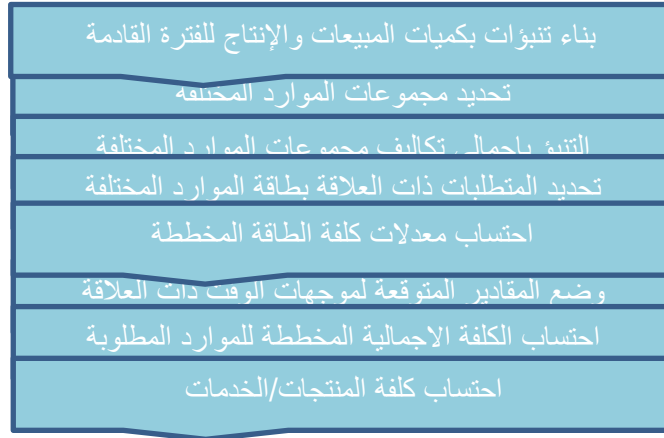 بناء تنبؤات بكميات المبيعات والإنتاج للفترة القادمة
تحديد مجموعات الموارد المختلفة
التنبؤ باجمالي تكاليف مجموعات الموارد المختلفة
تحديد المتطلبات ذات العلاقة بطاقة الموارد المختلفة
احتساب معدلات كلفة الطاقة المخططة
وضع المقادير المتوقعة لموجهات الوقت ذات العلاقة
احتساب الكلفة الاجمالية المخططة للموارد المطلوبة
احتساب كلفة المنتجات/الخدمات